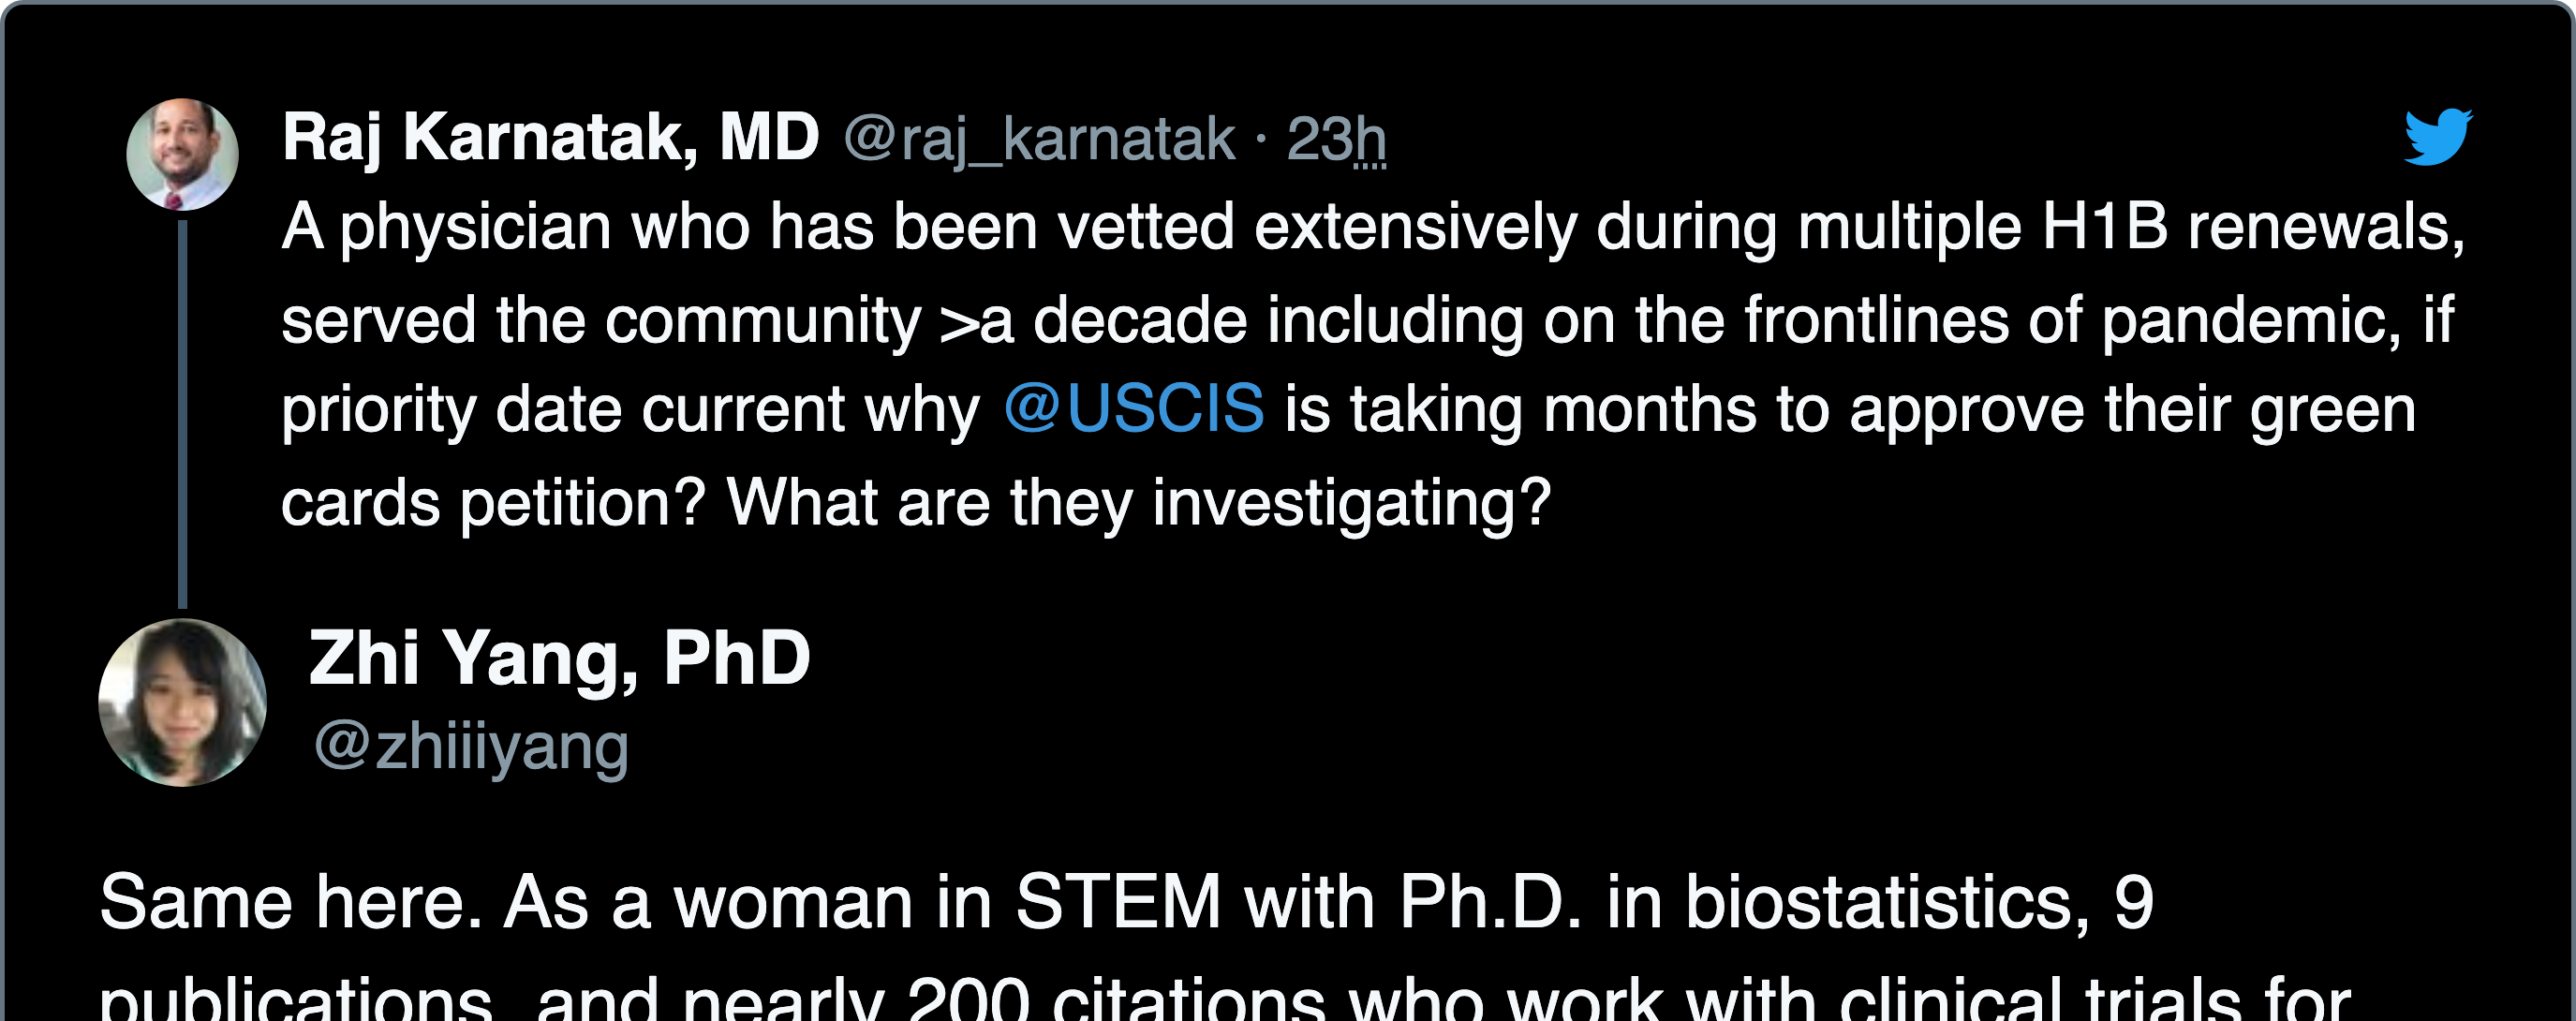 Raj Karnatak, MD @raj_karnatak · 23h
A physician who has been vetted extensively during multiple H1B renewals,
served the community >a decade including on the frontlines of pandemic, if
priority date current why @USCIS is taking months to approve their green
cards petition? What are they investigating?
Zhi Yang, PhD
@zhiiiyang
Same here. As a woman in STEM with Ph.D. in biostatistics, 9
publications, and nearly 200 citations who work with clinical trials for